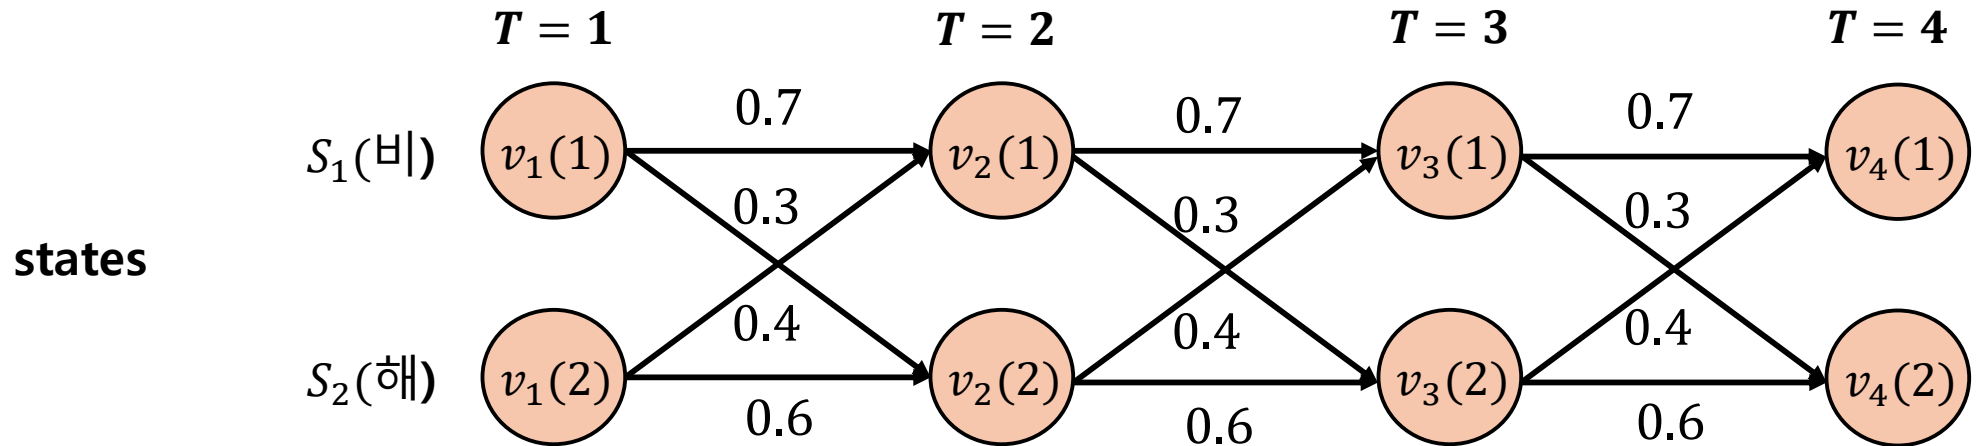 T = 1 T = 2 T = 3 T = 4
0.7 0.7 0.7
S₁(비) v₁(1) v₂(1) v₃(1) v₄(1)
0.3 0.3 0.3
states
0.4 0.4 0.4
S₂(해) v₁(2) v₂(2) v₃(2) v₄(2)
0.6 0.6 0.6